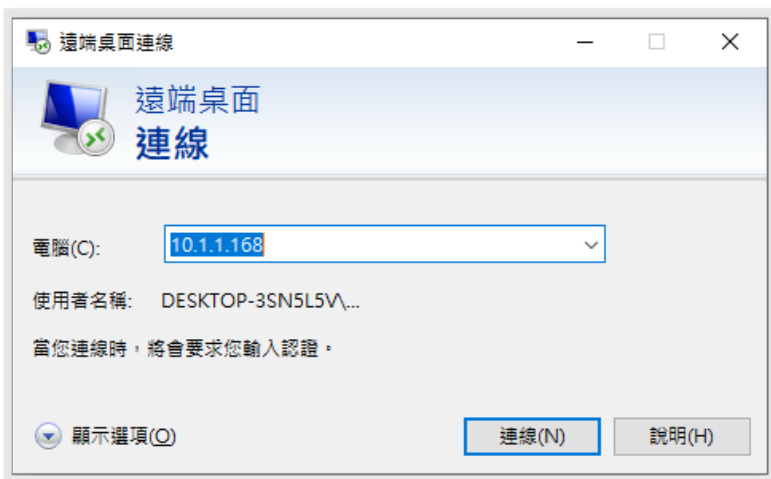 遠端桌面連線
遠端桌面
連線
電腦(C): 10.1.1.168
使用者名稱: DESKTOP-3SN5L5V\...
當您連線時，將會要求您輸入認證。
顯示選項(O) 連線(N) 說明(H)